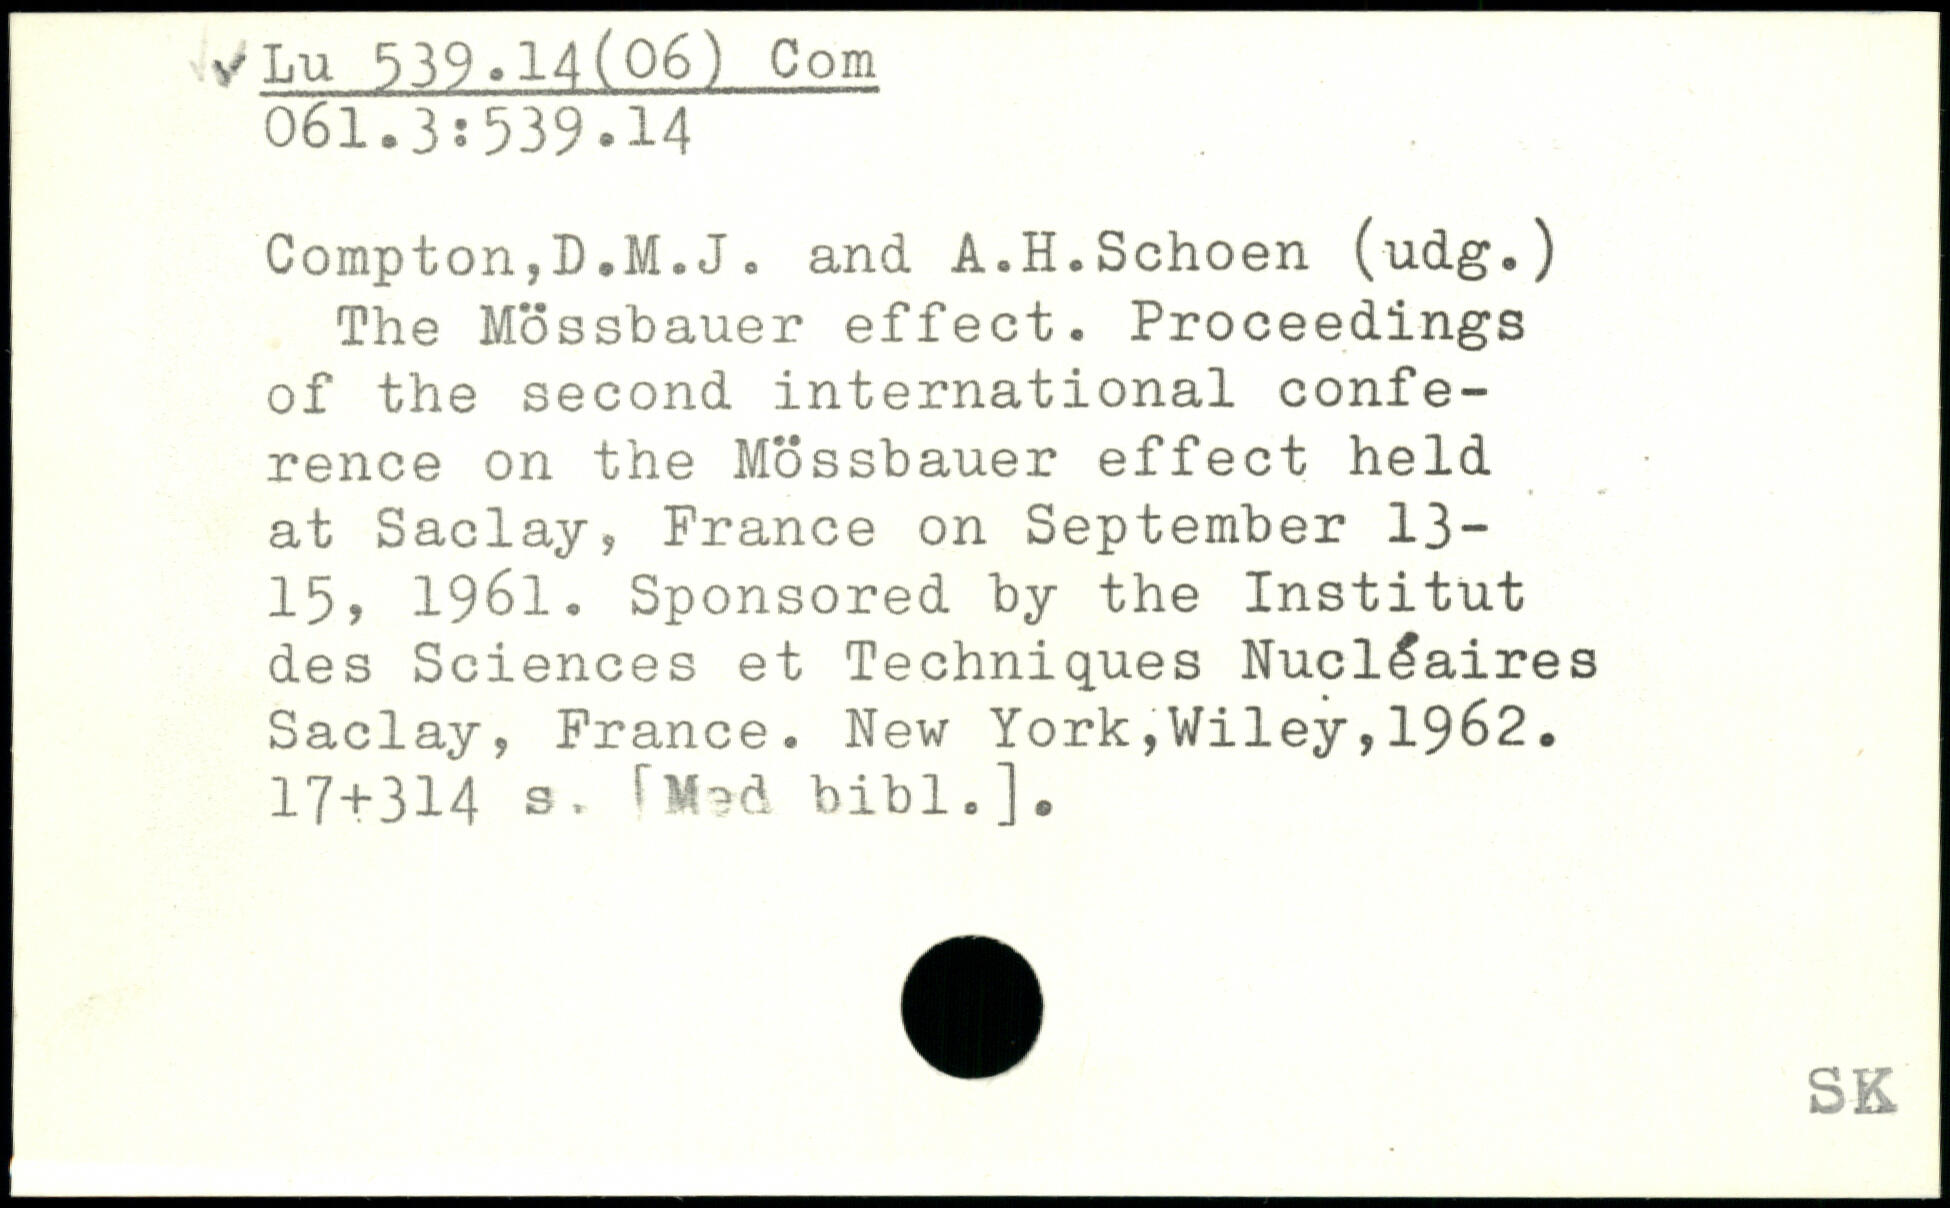 Lu 539.14(06) Com
061.3:539.14
Compton,D.M.J. and A.H.Schoen (udg.)
The Mössbauer effect. Proceedings
of the second international confe-
rence on the Mössbauer effect held
at Saclay, France on September 13-
15, 1961. Sponsored by the Institut
des Sciences et Techniques Nucléaires
Saclay, France. New York,Wiley,1962.
17+314 s. [Med bibl.].
SK